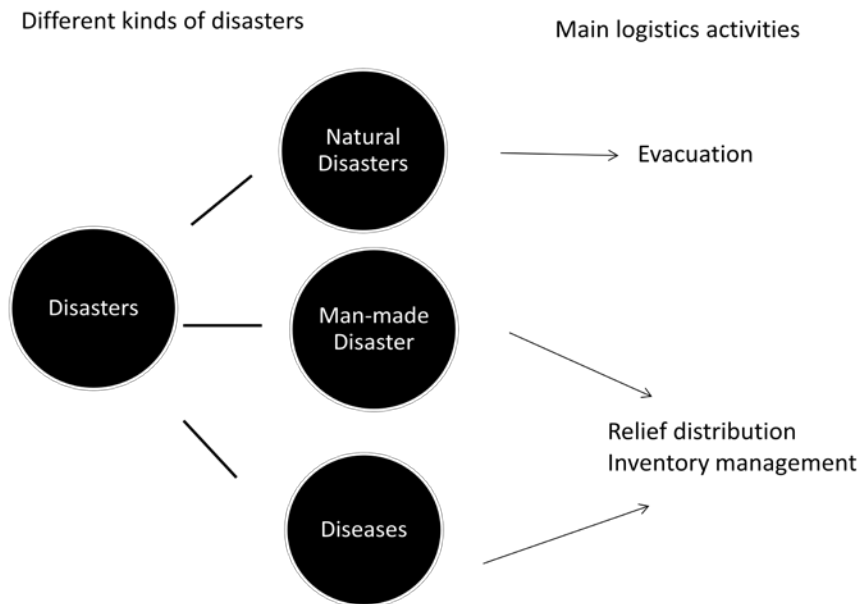 Different kinds of disasters
Main logistics activities
Natural
Disasters
Evacuation
Disasters
Man-made
Disaster
Relief distribution
Inventory management
Diseases